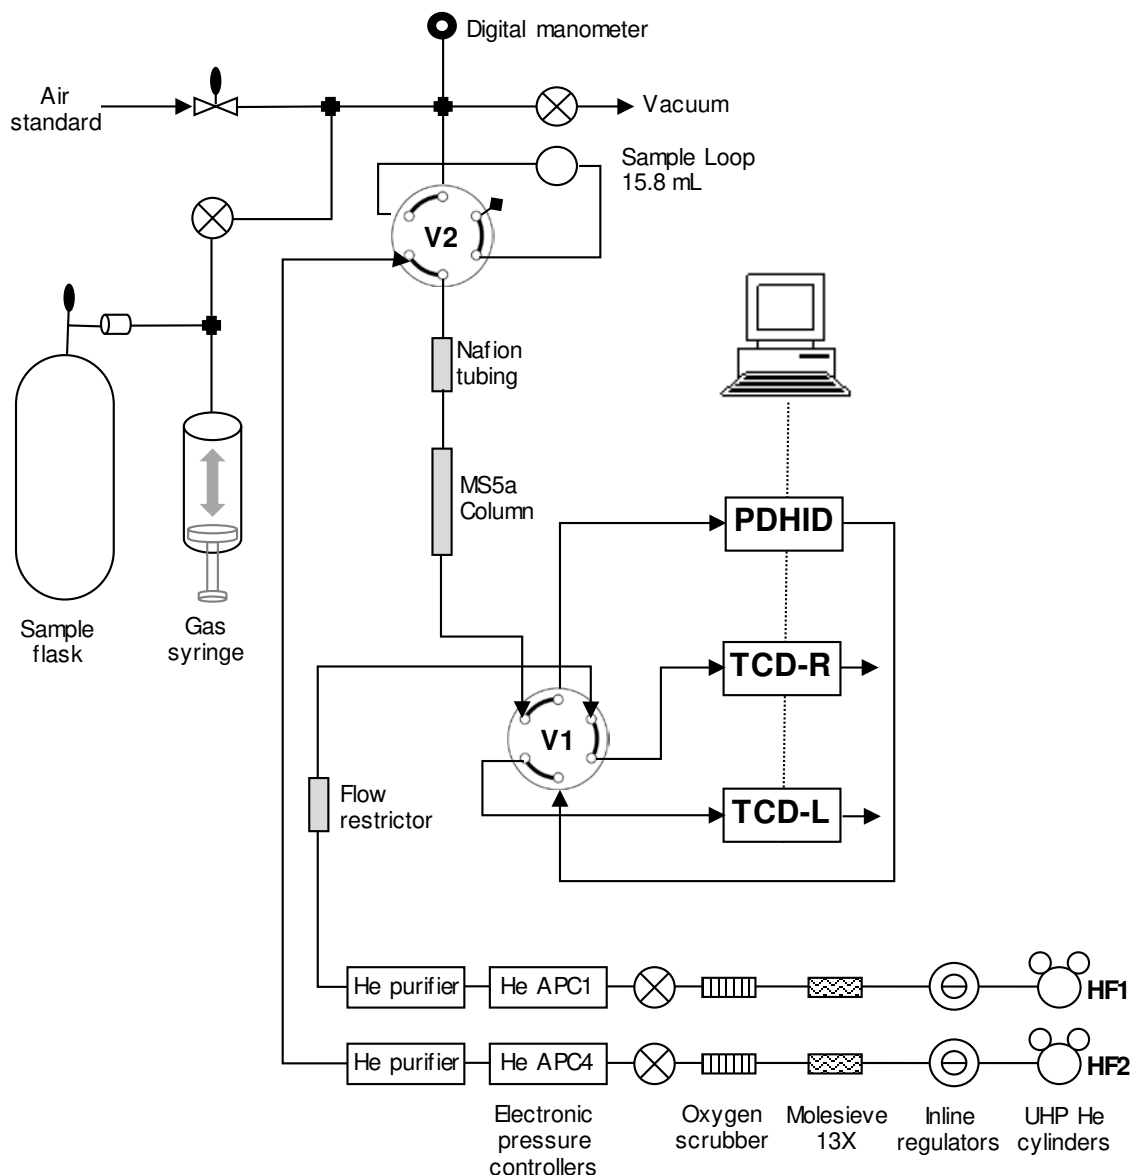 Digital manometer
Air
standard
Vacuum
Sample Loop
15.8 mL
V2
Nafion
tubing
MS5a
Column
PDHID
Sample
flask
Gas
syringe
TCD-R
V1
Flow
restrictor
TCD-L
He purifier
He APC1
HF1
He purifier
He APC4
HF2
Electronic
pressure
controllers
Oxygen
scrubber
Molesieve
13X
Inline
regulators
UHP He
cylinders